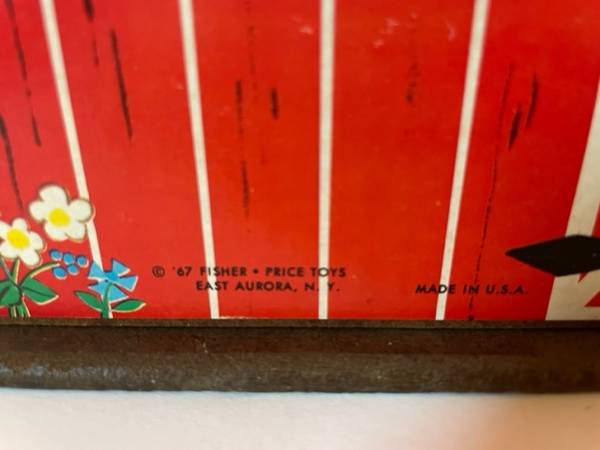 © '67 FISHER • PRICE TOYS
EAST AURORA, N.Y.
MADE IN U.S.A.